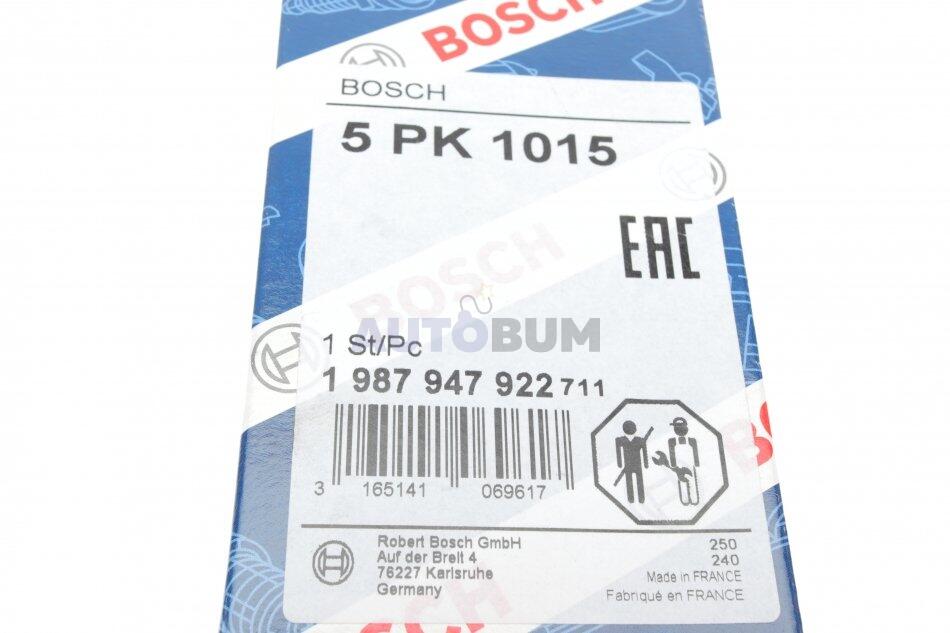 BOSCH
BOSCH
5 PK 1015
EAC
BOSCH
AUTOBUM
1 St/Pc
1 987 947 922 711
BOSCH
3 165141 069617
Robert Bosch GmbH
Auf der Breit 4
76227 Karlsruhe
Germany
250
240
Made in FRANCE
Fabriqué en FRANCE